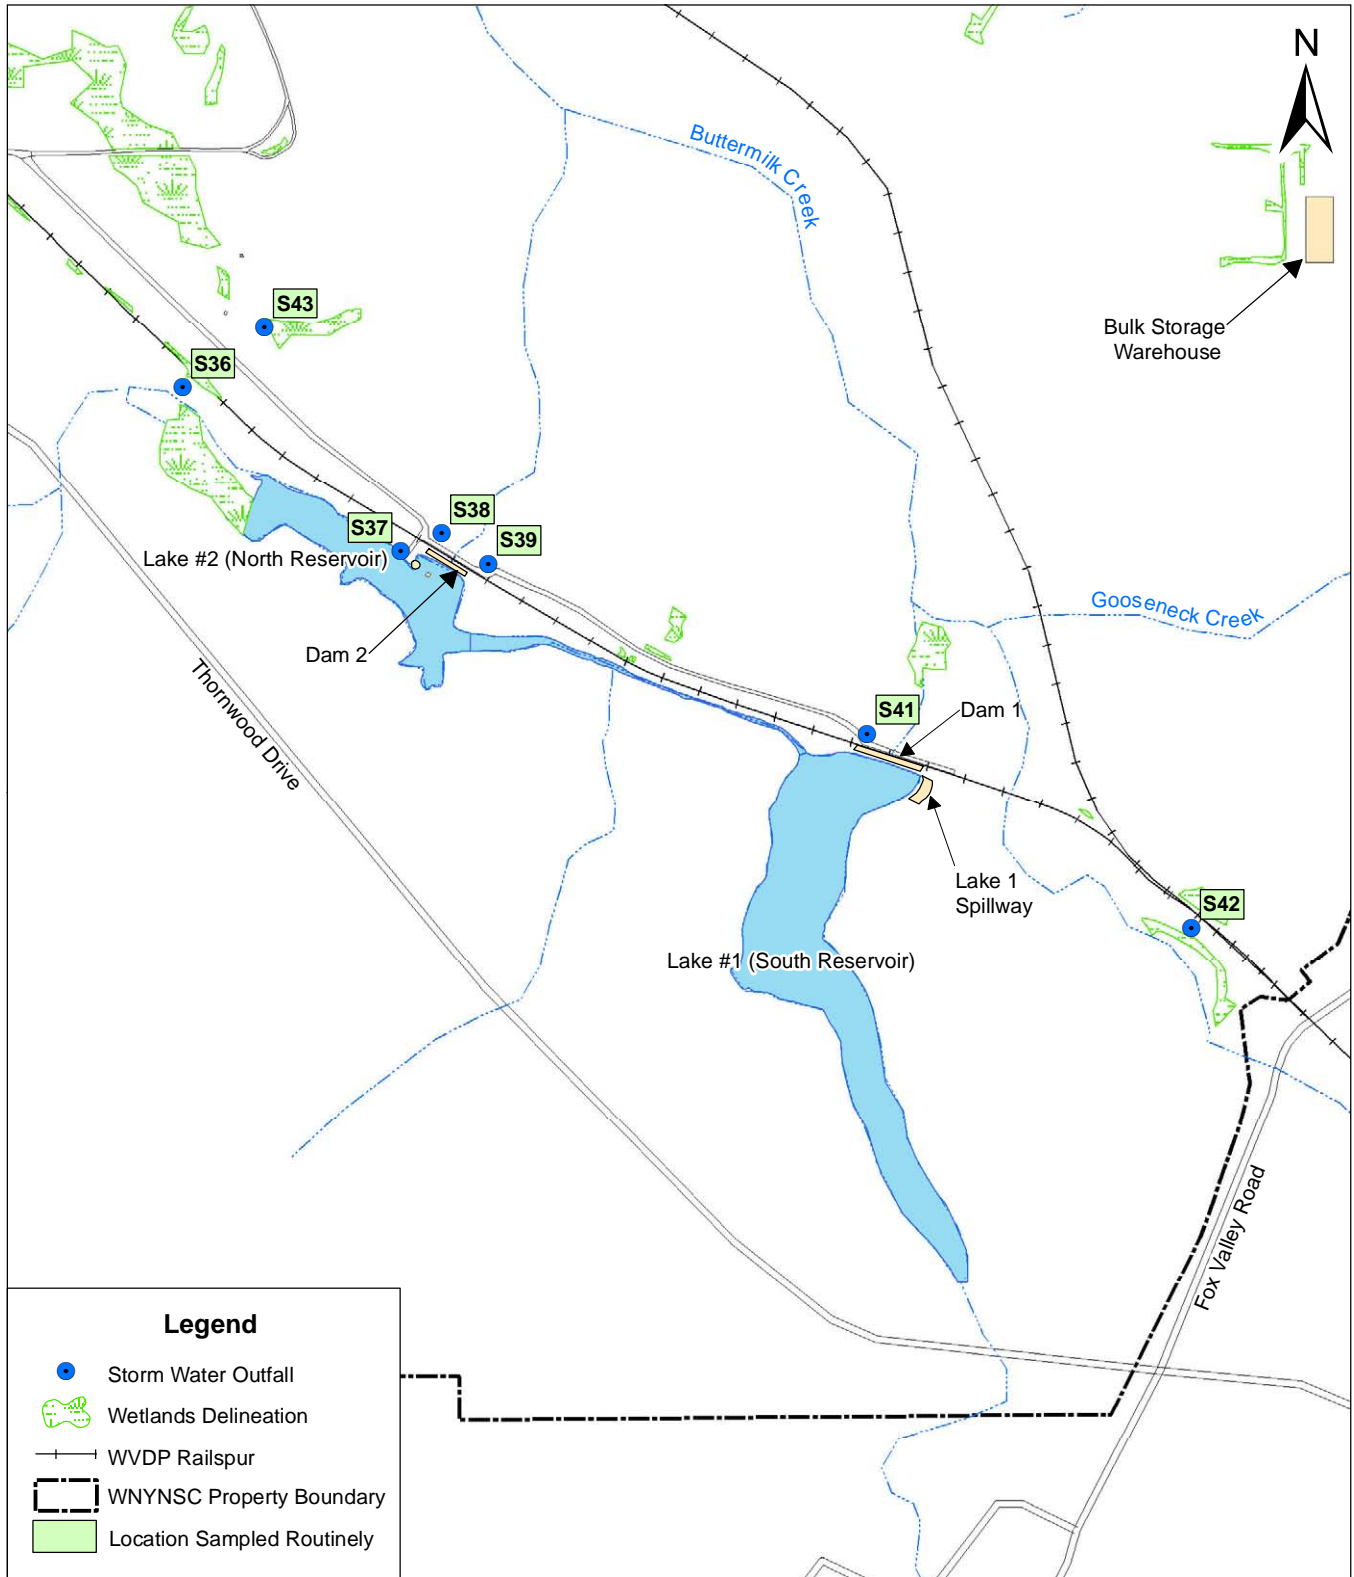 N
Buttermilk Creek
Bulk Storage
Warehouse
S43
S36
S38
S37
S39
Lake #2 (North Reservoir)
Gooseneck Creek
Dam 2
Thornwood Drive
S41
Dam 1
Lake 1
Spillway
S42
Lake #1 (South Reservoir)
Fox Valley Road
Legend
Storm Water Outfall
Wetlands Delineation
WVDP Railspur
WNYNSC Property Boundary
Location Sampled Routinely